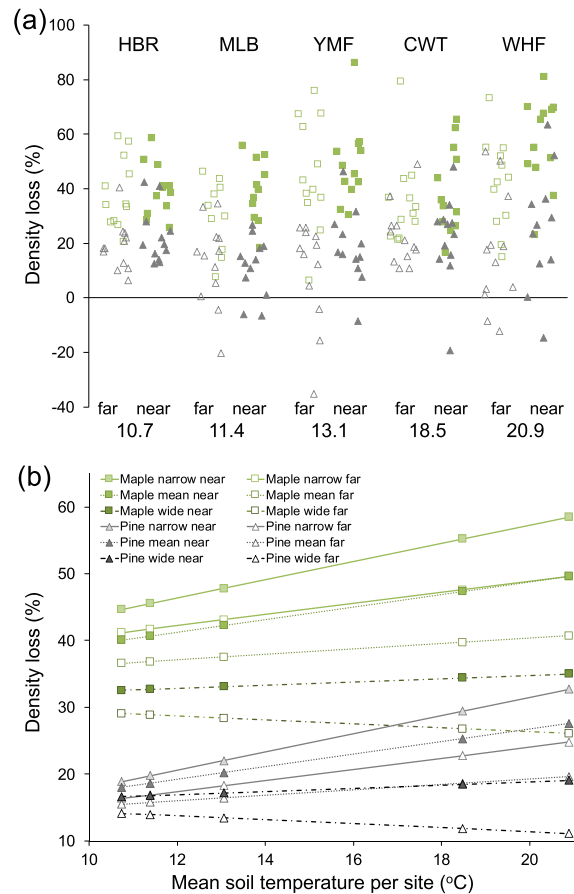 (a)
100
80
60
40
20
0
-20
-40
Density loss (%)
HBR MLB YMF CWT WHF
far near far near far near far near far near
10.7 11.4 13.1 18.5 20.9
(b)
60
50
40
30
20
10
Density loss (%)
Maple narrow near Maple narrow far
Maple mean near Maple mean far
Maple wide near Maple wide far
Pine narrow near Pine narrow far
Pine mean near Pine mean far
Pine wide near Pine wide far
10 12 14 16 18 20
Mean soil temperature per site (°C)